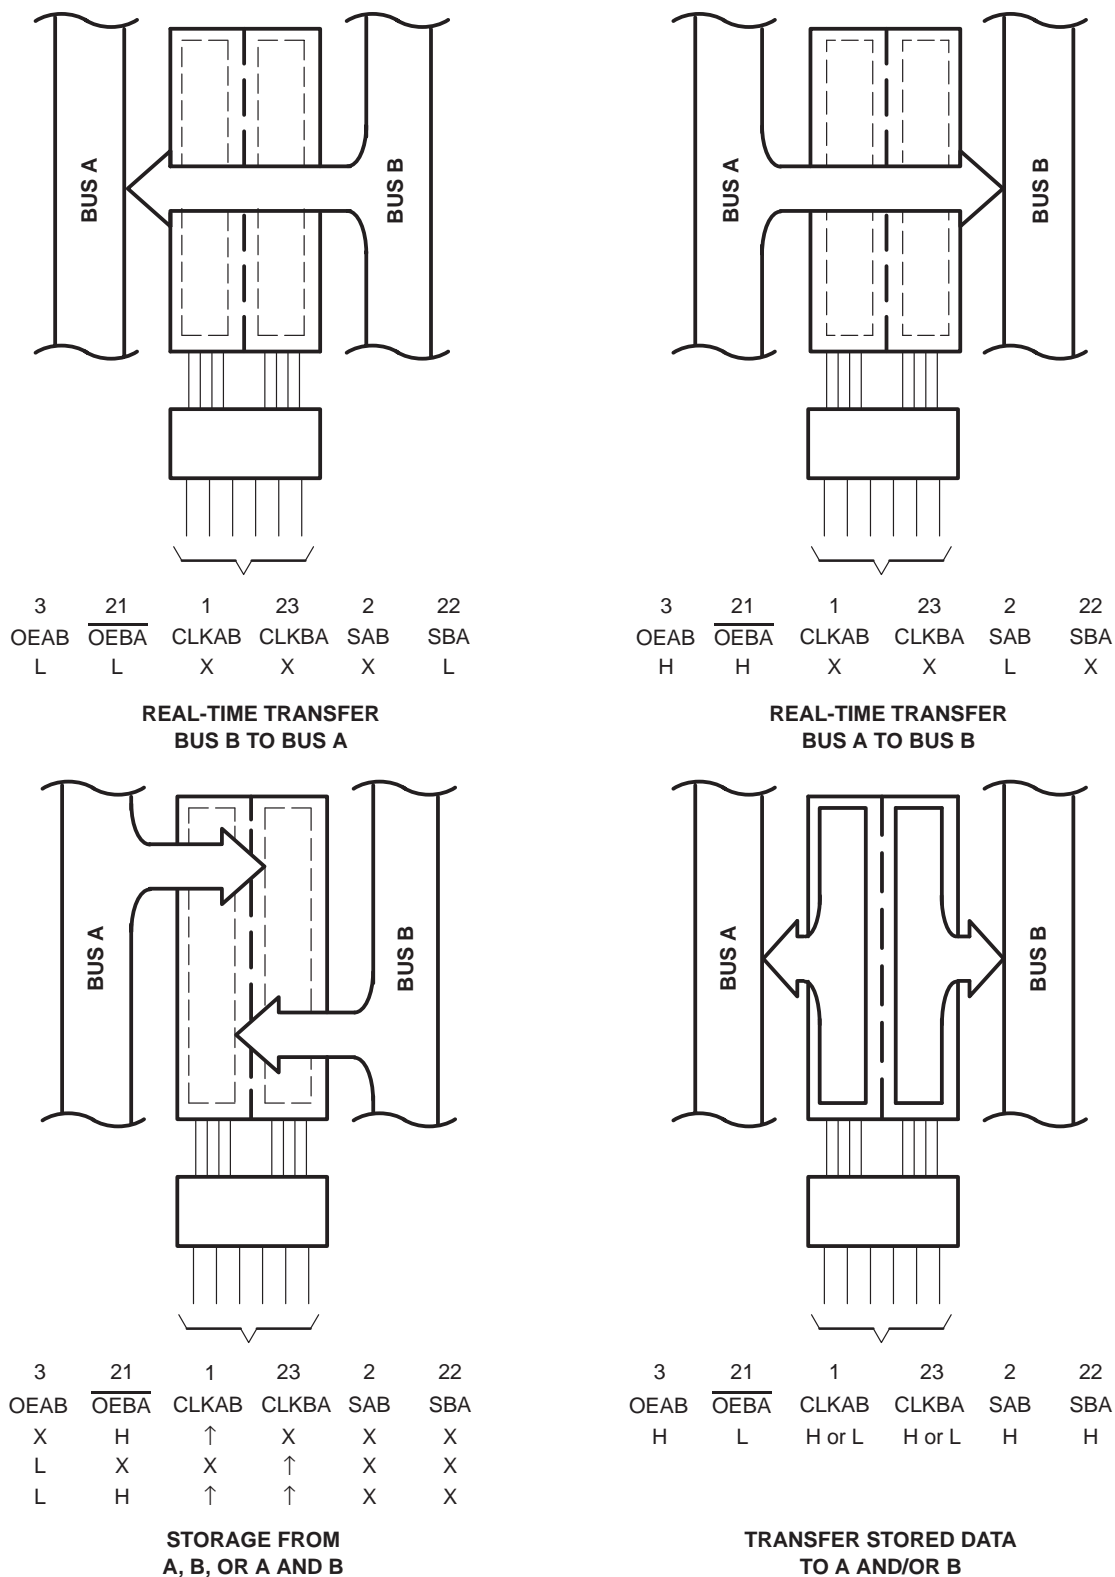 BUS A
BUS B
3 21 1 23 2 22
OEAB OEBA CLKAB CLKBA SAB SBA
L L X X X L
REAL-TIME TRANSFER
BUS B TO BUS A
BUS A
BUS B
3 21 1 23 2 22
OEAB OEBA CLKAB CLKBA SAB SBA
H H X X L X
REAL-TIME TRANSFER
BUS A TO BUS B
BUS A
BUS B
3 21 1 23 2 22
OEAB OEBA CLKAB CLKBA SAB SBA
X H ↑ X X X
L X X ↑ X X
L H ↑ ↑ X X
STORAGE FROM
A, B, OR A AND B
BUS A
BUS B
3 21 1 23 2 22
OEAB OEBA CLKAB CLKBA SAB SBA
H L H or L H or L H H
TRANSFER STORED DATA
TO A AND/OR B